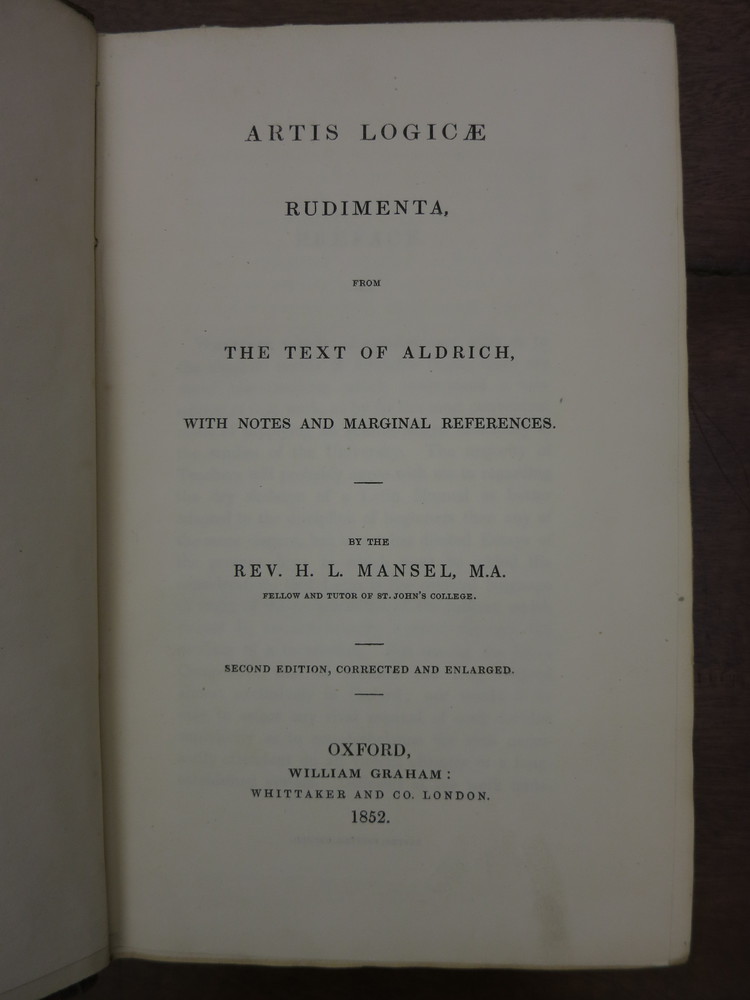 ARTIS LOGICÆ
RUDIMENTA,
FROM
THE TEXT OF ALDRICH,
WITH NOTES AND MARGINAL REFERENCES.
BY THE
REV. H. L. MANSEL, M.A.
FELLOW AND TUTOR OF ST. JOHN'S COLLEGE.
SECOND EDITION, CORRECTED AND ENLARGED.
OXFORD,
WILLIAM GRAHAM:
WHITTAKER AND CO. LONDON.
1852.